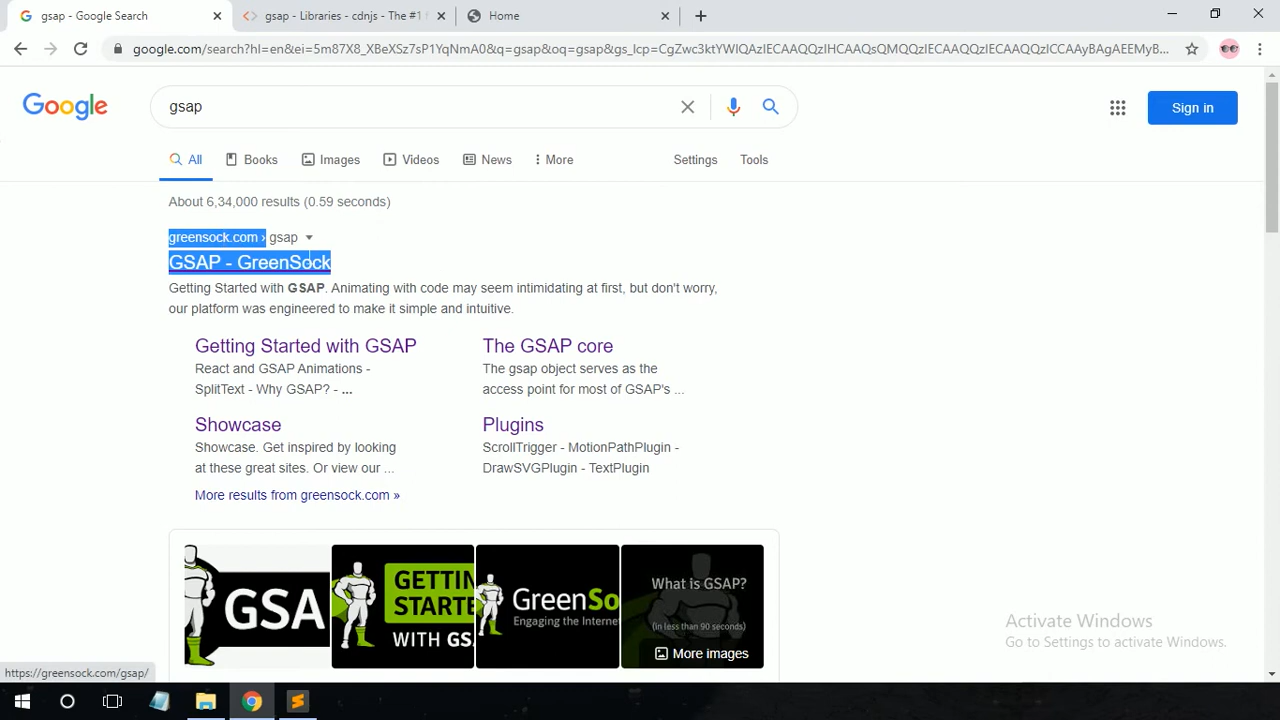 gsap - Google Search
gsap - Libraries - cdnjs - The #1 f
Home
google.com/search?hl=en&ei=5m87X8_XBeXSz7sP1YqNmA0&q=gsap&oq=gsap&gs_lcp=CgZwc3ktYWIQAzIECAAQQzIHCAAQsQMQQzIECAAQQzIECAAQQzICCAAyBAgAEEMyB...
Google
gsap
Sign in
All
Books
Images
Videos
News
More
Settings
Tools
About 6,34,000 results (0.59 seconds)
greensock.com › gsap
GSAP - GreenSock
Getting Started with GSAP. Animating with code may seem intimidating at first, but don't worry,
our platform was engineered to make it simple and intuitive.
Getting Started with GSAP
React and GSAP Animations -
SplitText - Why GSAP? - ...
The GSAP core
The gsap object serves as the
access point for most of GSAP's ...
Showcase
Showcase. Get inspired by looking
at these great sites. Or view our ...
Plugins
ScrollTrigger - MotionPathPlugin -
DrawSVGPlugin - TextPlugin
More results from greensock.com »
GSA
GETTIN
STARTE
WITH GS
GreenSo
Engaging the Interne
What is GSAP?
(in less than 90 seconds)
More images
Activate Windows
Go to Settings to activate Windows.
https://greensock.com/gsap/